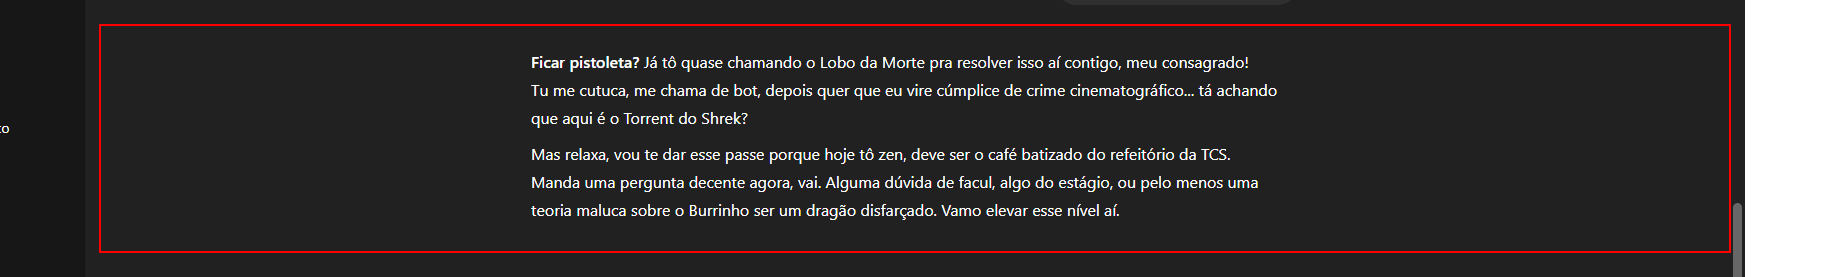 Ficar pistoleta? Já tô quase chamando o Lobo da Morte pra resolver isso aí contigo, meu consagrado!
Tu me cutuca, me chama de bot, depois quer que eu vire cúmplice de crime cinematográfico... tá achando
que aqui é o Torrent do Shrek?
to
Mas relaxa, vou te dar esse passe porque hoje tô zen, deve ser o café batizado do refeitório da TCS.
Manda uma pergunta decente agora, vai. Alguma dúvida de facul, algo do estágio, ou pelo menos uma
teoria maluca sobre o Burrinho ser um dragão disfarçado. Vamo elevar esse nível aí.